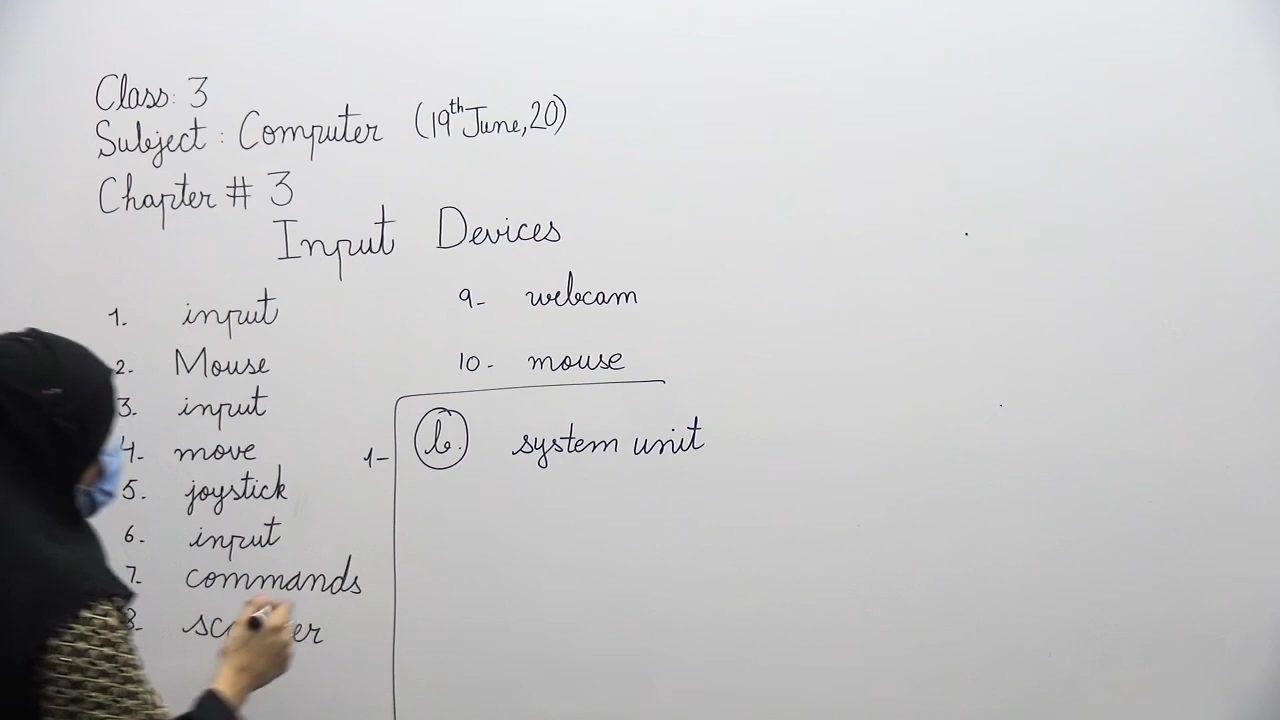 Class: 3
Subject: Computer (19th June, 20)
Chapter # 3
Input Devices
1. input
2. Mouse
3. input
4. move
5. joystick
6. input
7. commands
8.
9- webcam
10- mouse
1- b. system unit